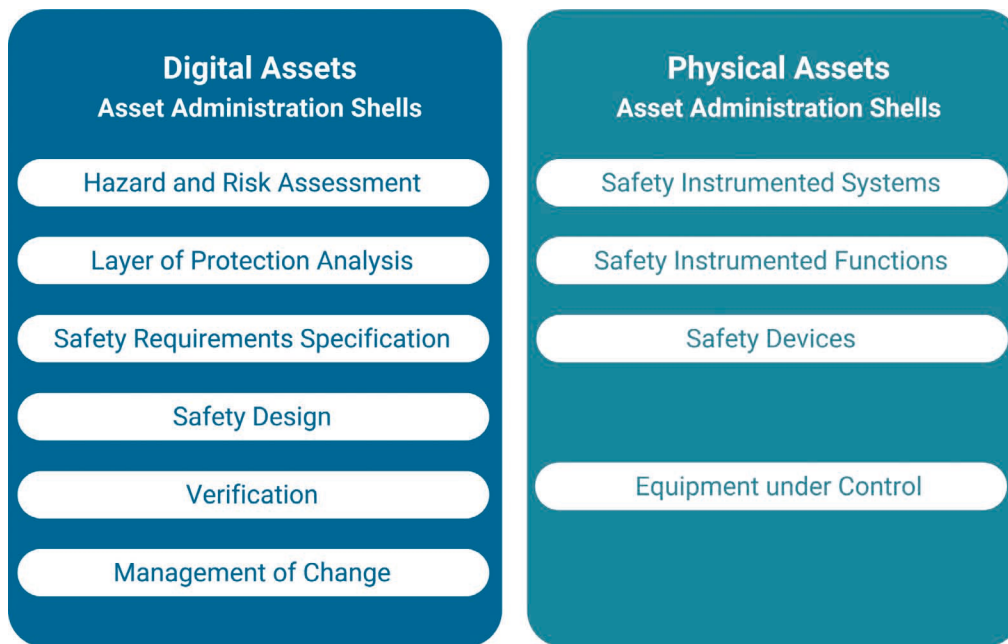 Digital Assets
Asset Administration Shells
Hazard and Risk Assessment
Layer of Protection Analysis
Safety Requirements Specification
Safety Design
Verification
Management of Change
Physical Assets
Asset Administration Shells
Safety Instrumented Systems
Safety Instrumented Functions
Safety Devices
Equipment under Control